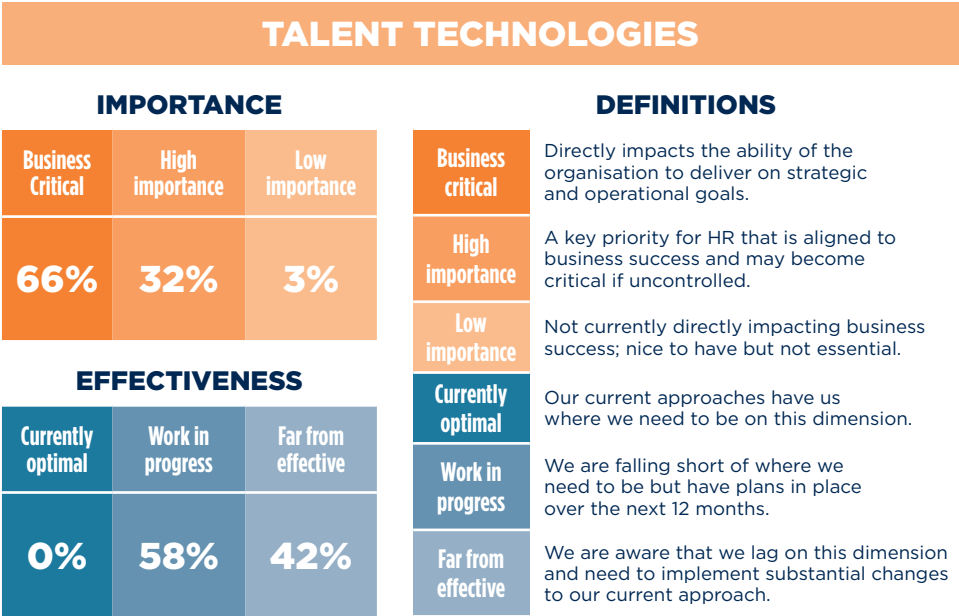 TALENT TECHNOLOGIES
IMPORTANCE
Business
Critical
High
importance
Low
importance
66%
32%
3%
EFFECTIVENESS
Currently
optimal
Work in
progress
Far from
effective
0%
58%
42%
DEFINITIONS
Business
critical
Directly impacts the ability of the
organisation to deliver on strategic
and operational goals.
High
importance
A key priority for HR that is aligned to
business success and may become
critical if uncontrolled.
Low
importance
Not currently directly impacting business
success; nice to have but not essential.
Currently
optimal
Our current approaches have us
where we need to be on this dimension.
Work in
progress
We are falling short of where we
need to be but have plans in place
over the next 12 months.
Far from
effective
We are aware that we lag on this dimension
and need to implement substantial changes
to our current approach.